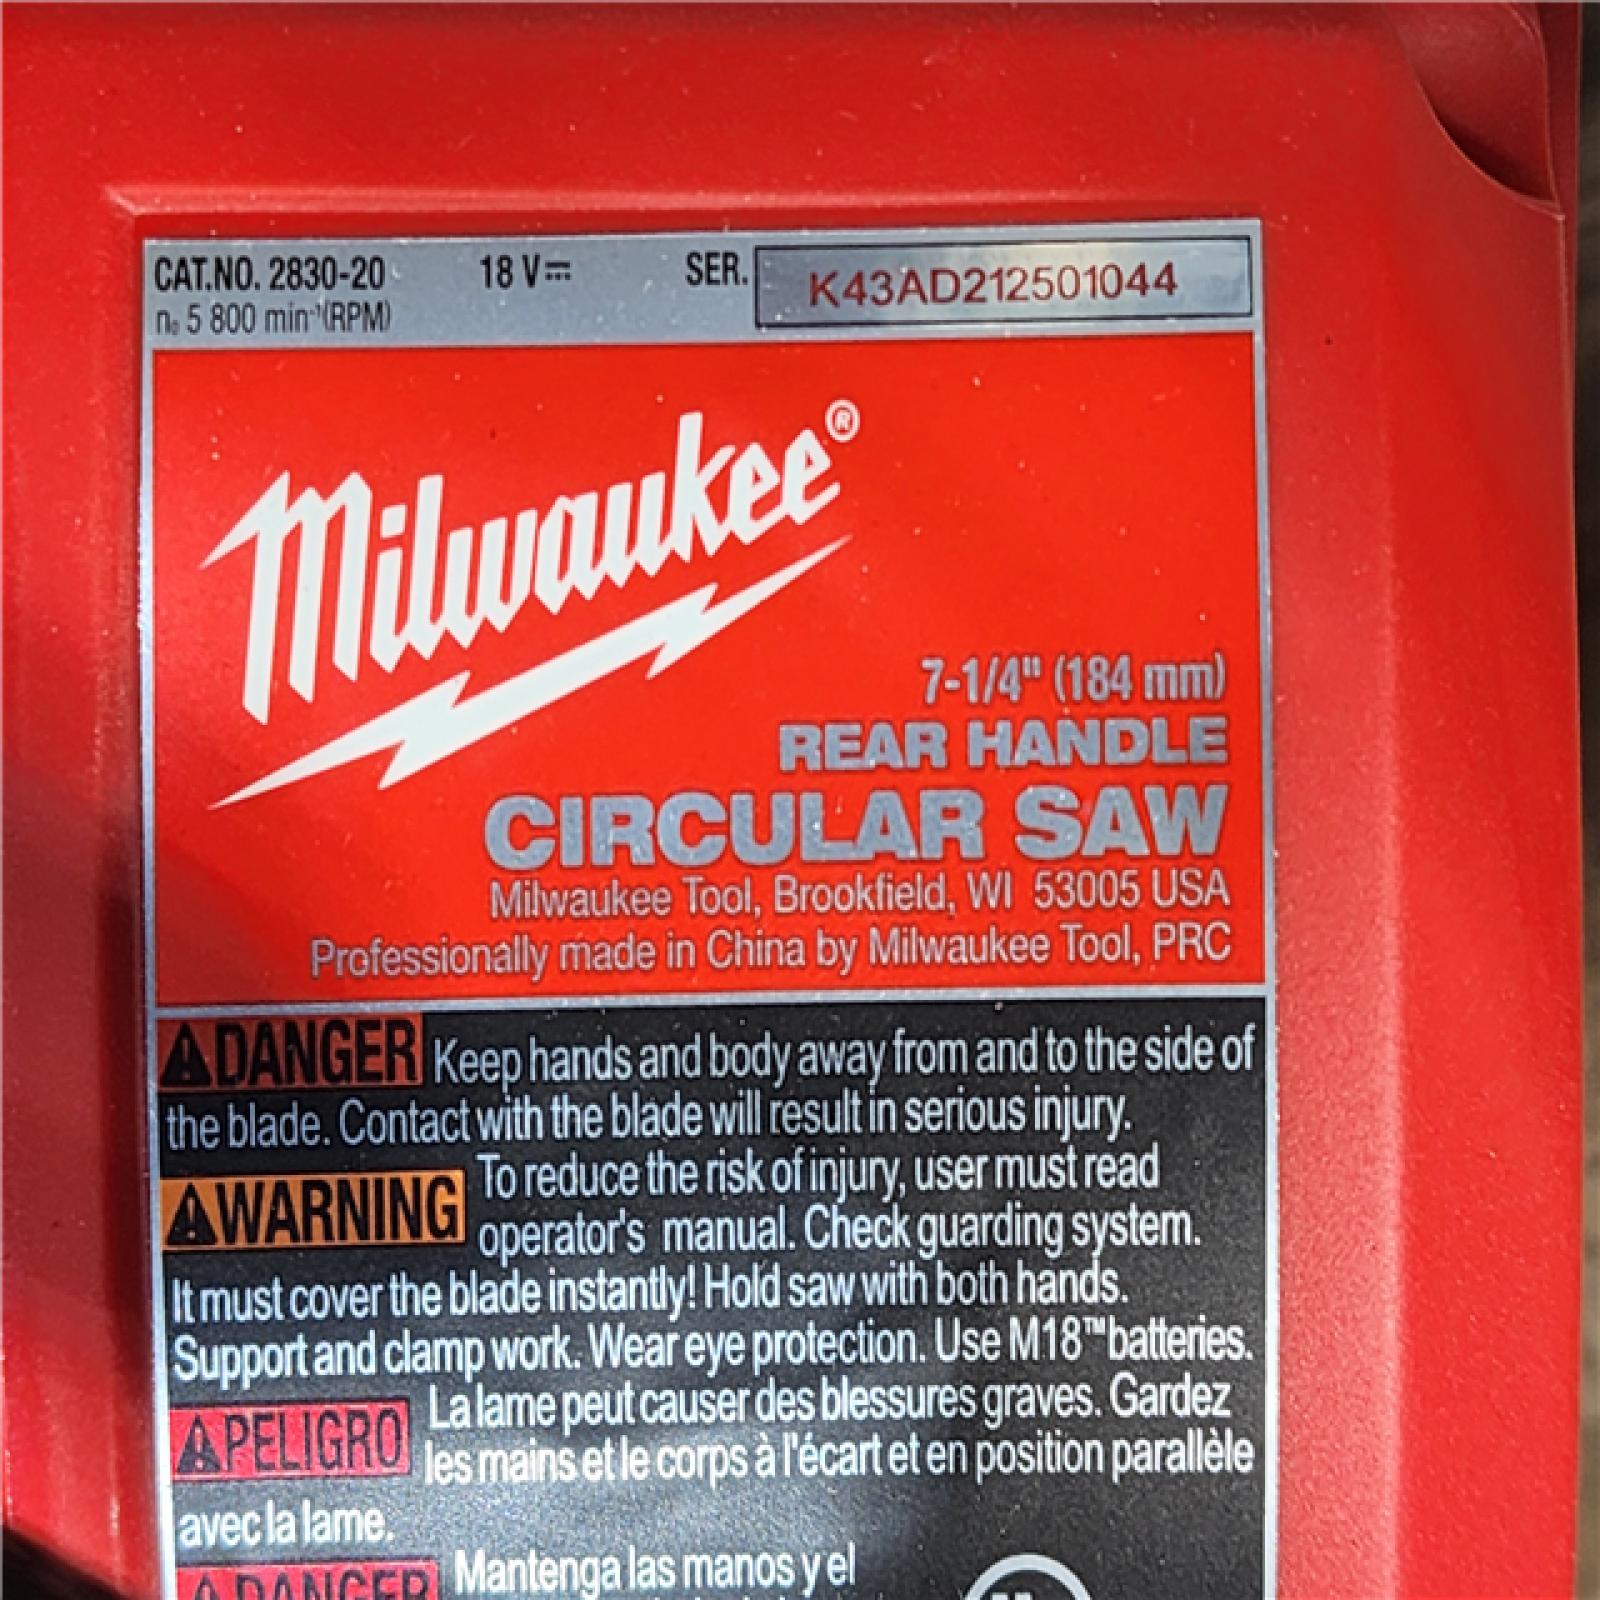 CAT.NO. 2830-20 18 V⎓ SER. K43AD212501044
n₀ 5 800 min⁻¹(RPM)
Milwaukee®
7-1/4" (184 mm)
REAR HANDLE
CIRCULAR SAW
Milwaukee Tool, Brookfield, WI 53005 USA
Professionally made in China by Milwaukee Tool, PRC
⚠DANGER Keep hands and body away from and to the side of
the blade. Contact with the blade will result in serious injury.
⚠WARNING To reduce the risk of injury, user must read
operator's manual. Check guarding system.
It must cover the blade instantly! Hold saw with both hands.
Support and clamp work. Wear eye protection. Use M18™ batteries.
⚠PELIGRO La lame peut causer des blessures graves. Gardez
les mains et le corps à l'écart et en position parallèle
avec la lame.
⚠DANGER Mantenga las manos y el